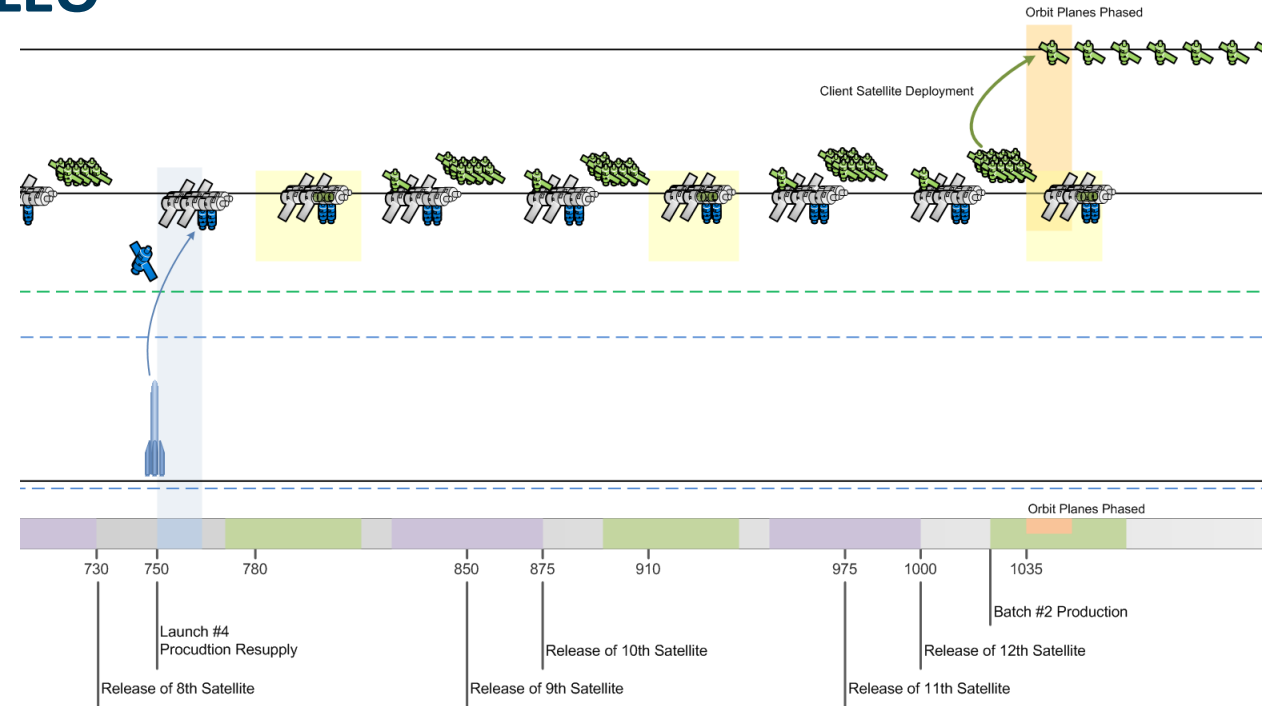 LEO
Orbit Planes Phased
Client Satellite Deployment
Orbit Planes Phased
730
750
780
850
875
910
975
1000
1035
Batch #2 Production
Launch #4
Procudtion Resupply
Release of 10th Satellite
Release of 12th Satellite
Release of 8th Satellite
Release of 9th Satellite
Release of 11th Satellite